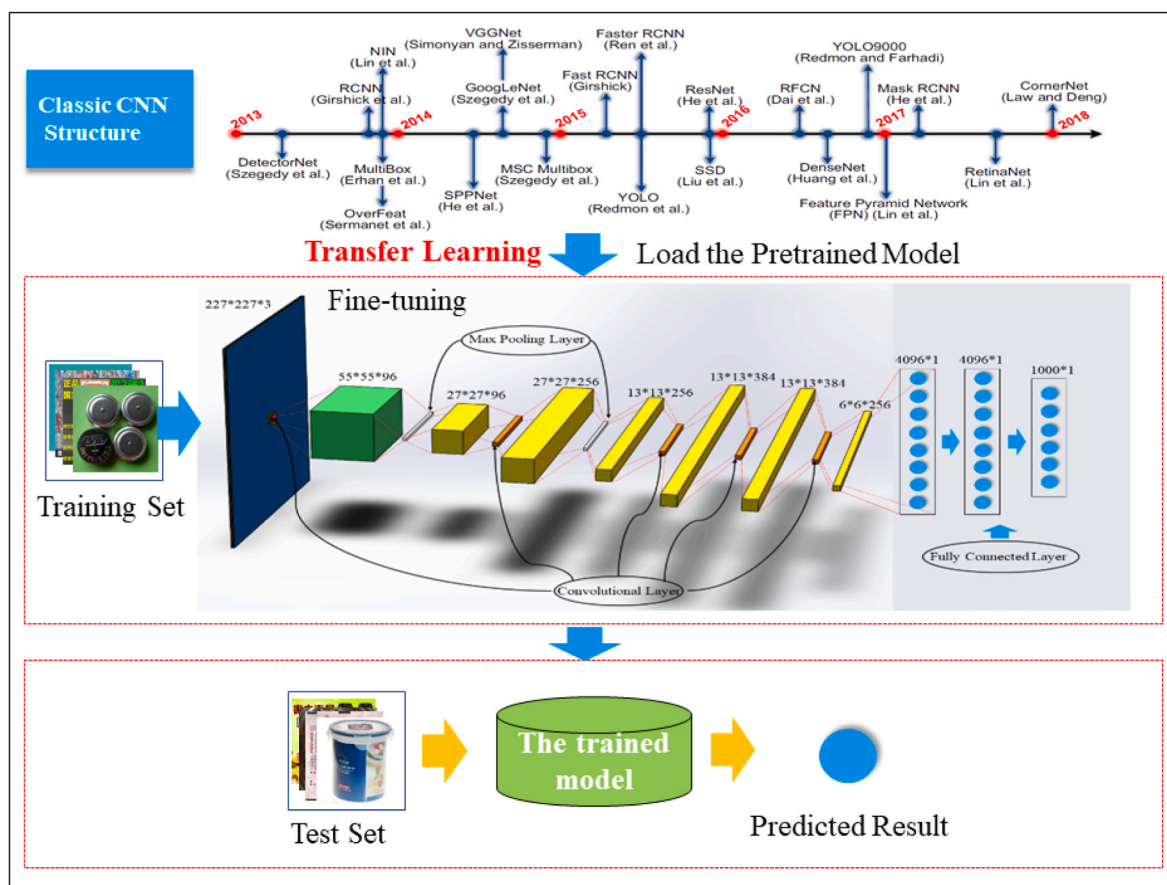 Classic CNN
Structure
2013
2014
2015
2016
2017
2018
NIN
(Lin et al.)
RCNN
(Girshick et al.)
VGGNet
(Simonyan and Zisserman)
GoogLeNet
(Szegedy et al.)
Faster RCNN
(Ren et al.)
Fast RCNN
(Girshick)
ResNet
(He et al.)
RFCN
(Dai et al.)
YOLO9000
(Redmon and Farhadi)
Mask RCNN
(He et al.)
CornerNet
(Law and Deng)
DetectorNet
(Szegedy et al.)
MultiBox
(Erhan et al.)
OverFeat
(Sermanet et al.)
SPPNet
(He et al.)
MSC Multibox
(Szegedy et al.)
YOLO
(Redmon et al.)
SSD
(Liu et al.)
DenseNet
(Huang et al.)
Feature Pyramid Network
(FPN) (Lin et al.)
RetinaNet
(Lin et al.)
Transfer Learning
Load the Pretrained Model
Fine-tuning
227*227*3
Max Pooling Layer
55*55*96
27*27*96
27*27*256
13*13*256
13*13*384
13*13*384
6*6*256
4096*1
4096*1
1000*1
Training Set
Convolutional Layer
Fully Connected Layer
The trained
model
Test Set
Predicted Result